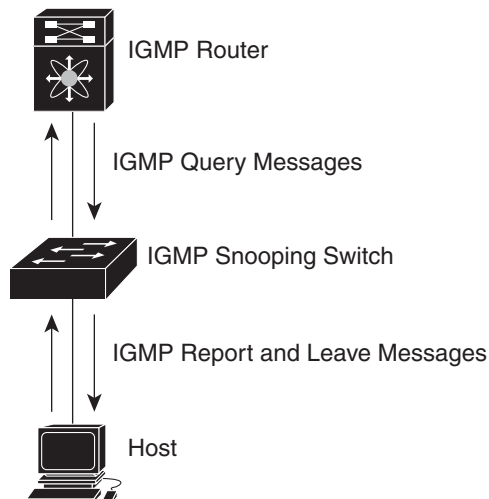 IGMP Router
IGMP Query Messages
IGMP Snooping Switch
IGMP Report and Leave Messages
Host